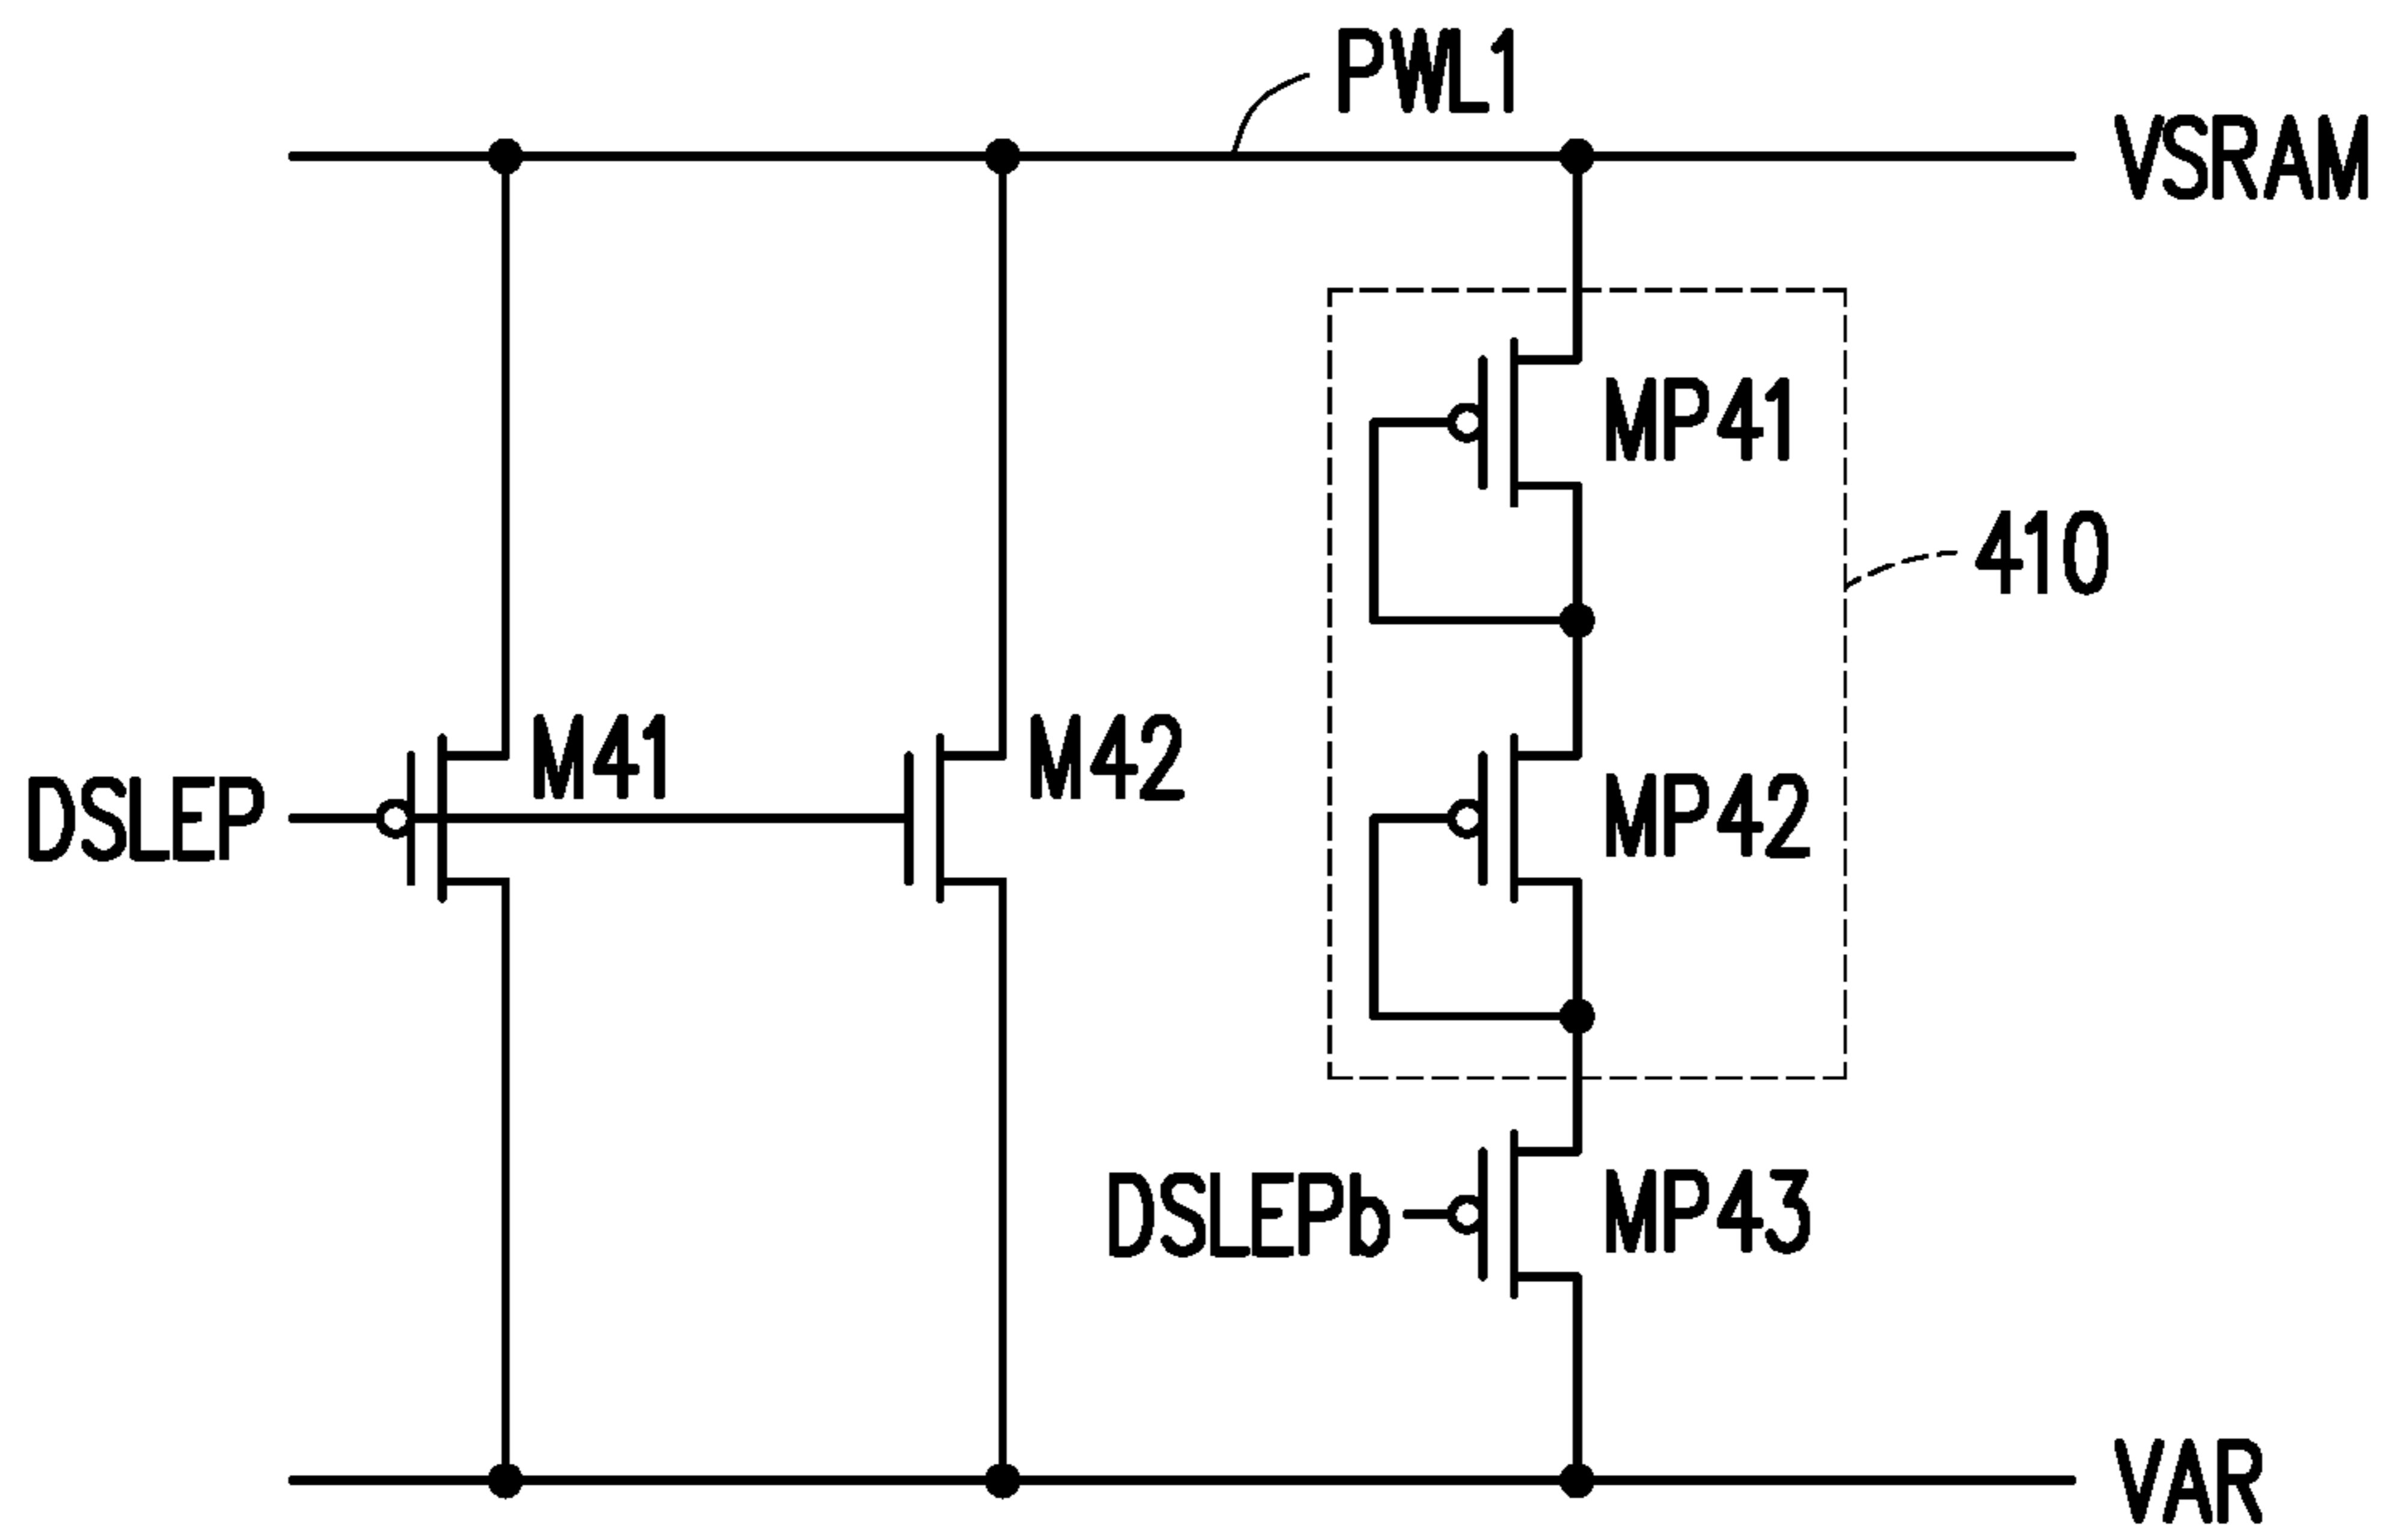 PWL1
VSRAM
MP41
410
M41
M42
DSLEP
MP42
DSLEPb
MP43
VAR